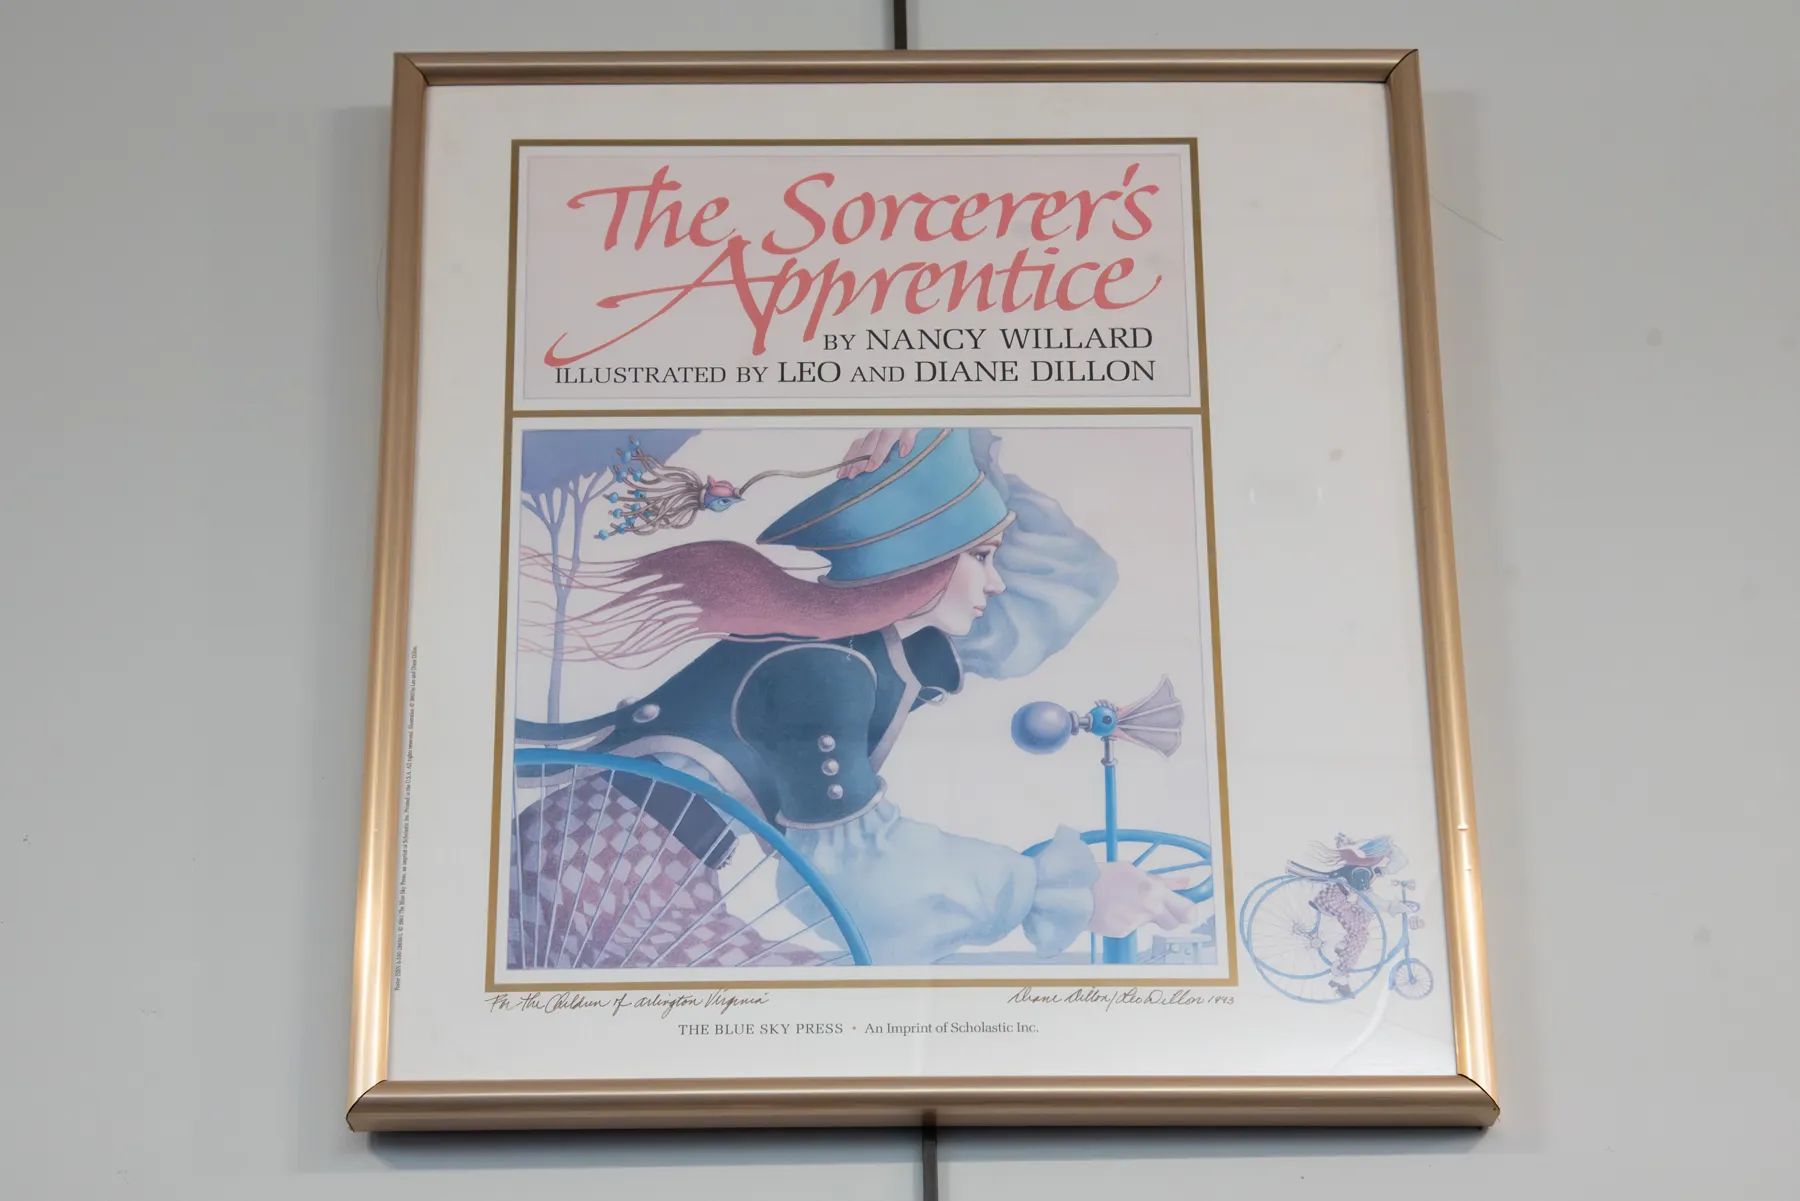 The Sorcerer's
Apprentice
BY NANCY WILLARD
ILLUSTRATED BY LEO AND DIANE DILLON
For the Children of Arlington Virginia
Diane Dillon/Leo Dillon 1993
THE BLUE SKY PRESS • An Imprint of Scholastic Inc.